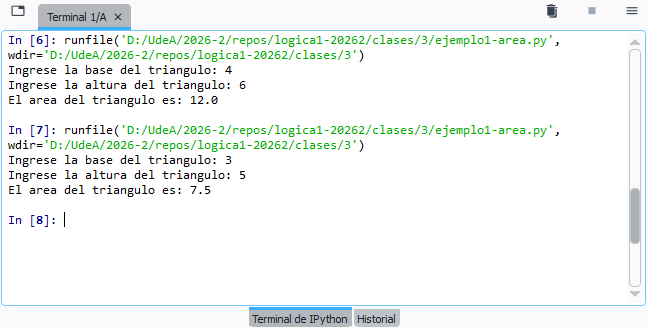 Terminal 1/A
In [6]: runfile('D:/UdeA/2026-2/repos/logica1-20262/clases/3/ejemplo1-area.py',
wdir='D:/UdeA/2026-2/repos/logica1-20262/clases/3')
Ingrese la base del triangulo: 4
Ingrese la altura del triangulo: 6
El area del triangulo es: 12.0
In [7]: runfile('D:/UdeA/2026-2/repos/logica1-20262/clases/3/ejemplo1-area.py',
wdir='D:/UdeA/2026-2/repos/logica1-20262/clases/3')
Ingrese la base del triangulo: 3
Ingrese la altura del triangulo: 5
El area del triangulo es: 7.5
In [8]:
Terminal de IPython Historial